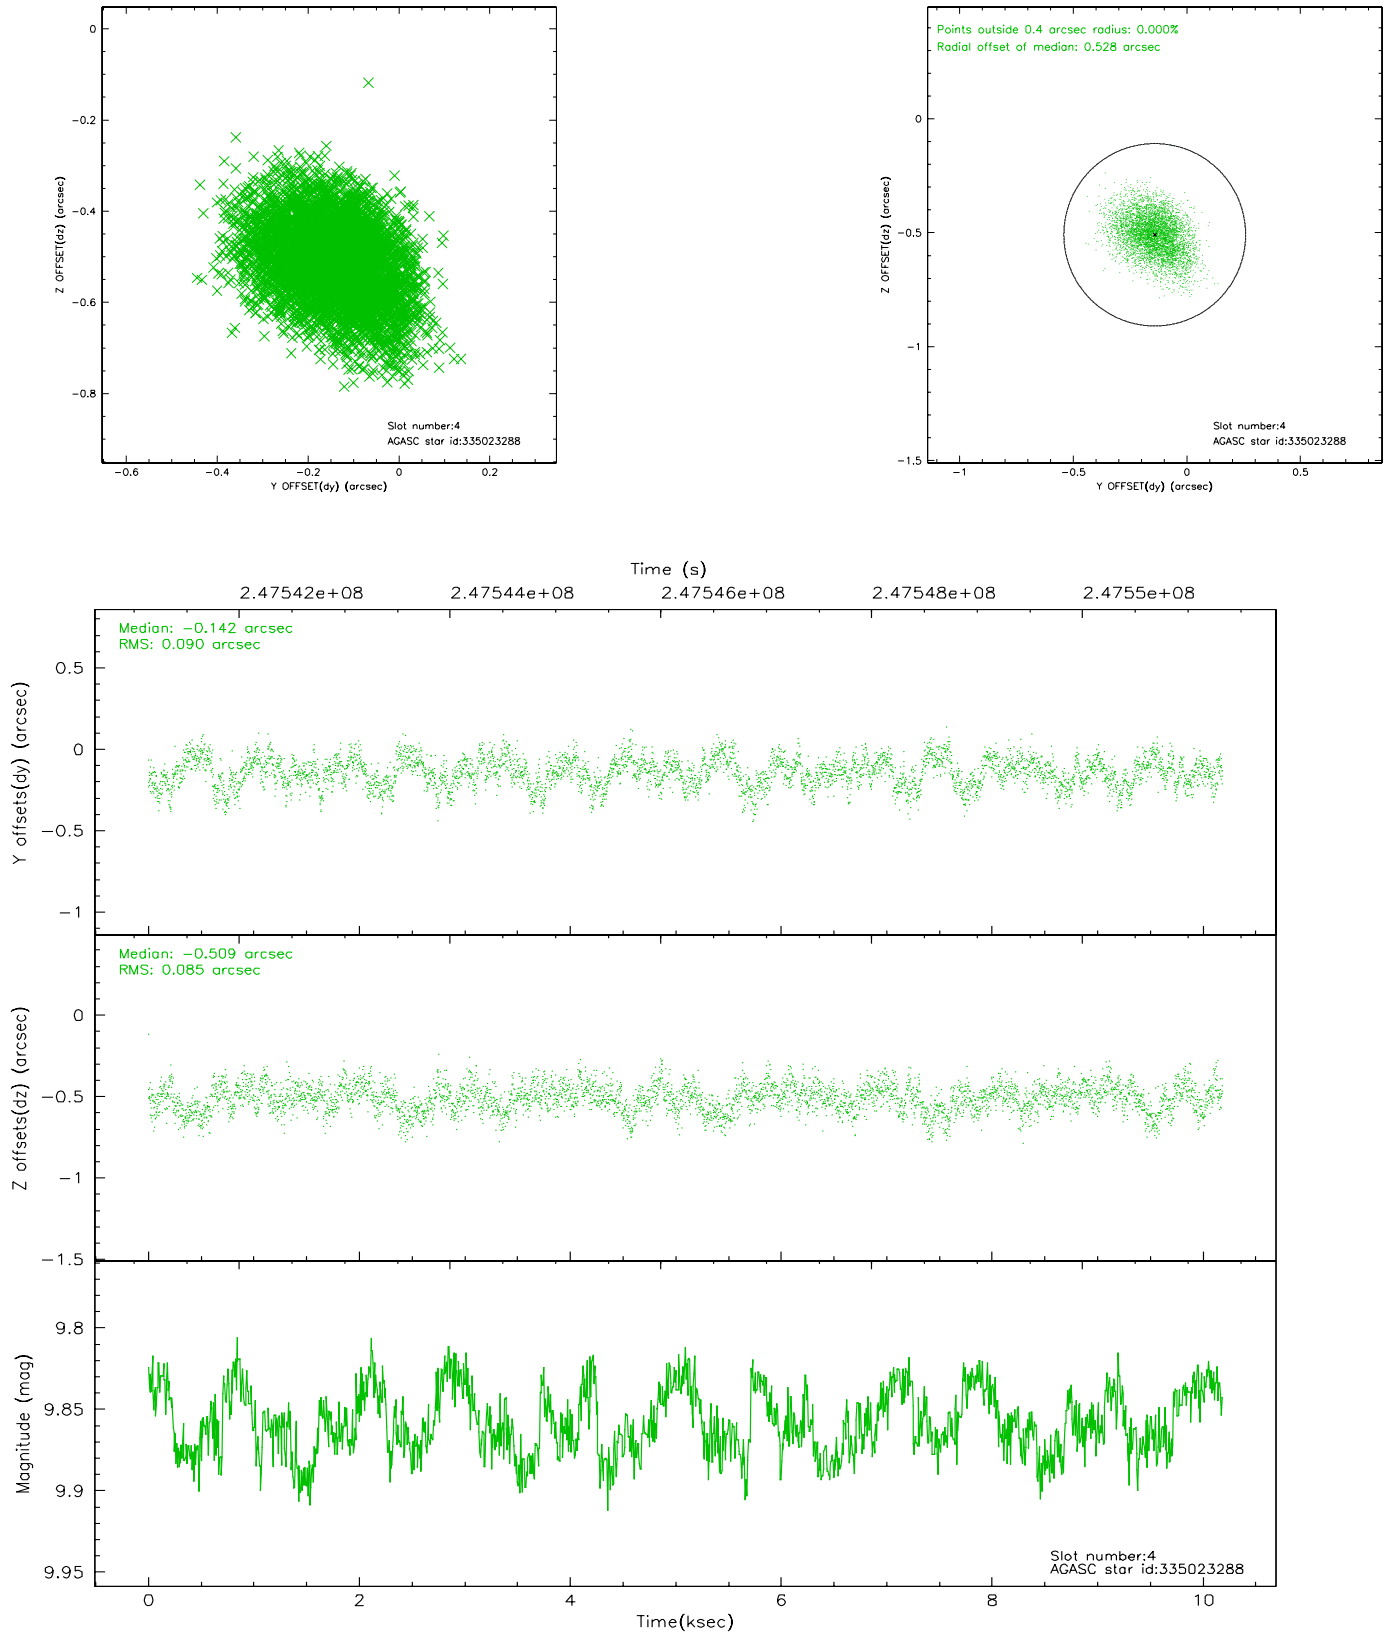 0
−0.2
−0.4
−0.6
−0.8
Z OFFSET(dz) (arcsec)
Slot number:4
AGASC star id:335023288
−0.6
−0.4
−0.2
0
0.2
Y OFFSET(dy) (arcsec)
Points outside 0.4 arcsec radius: 0.000%
Radial offset of median: 0.528 arcsec
0
−0.5
−1
−1.5
Z OFFSET(dz) (arcsec)
Slot number:4
AGASC star id:335023288
−1
−0.5
0
0.5
Y OFFSET(dy) (arcsec)
Time (s)
2.47542e+08
2.47544e+08
2.47546e+08
2.47548e+08
2.4755e+08
Median: −0.142 arcsec
RMS: 0.090 arcsec
0.5
0
−0.5
−1
Y offsets(dy) (arcsec)
Median: −0.509 arcsec
RMS: 0.085 arcsec
0
−0.5
−1
−1.5
Z offsets(dz) (arcsec)
9.8
9.85
9.9
9.95
Magnitude (mag)
Slot number:4
AGASC star id:335023288
0
2
4
6
8
10
Time(ksec)